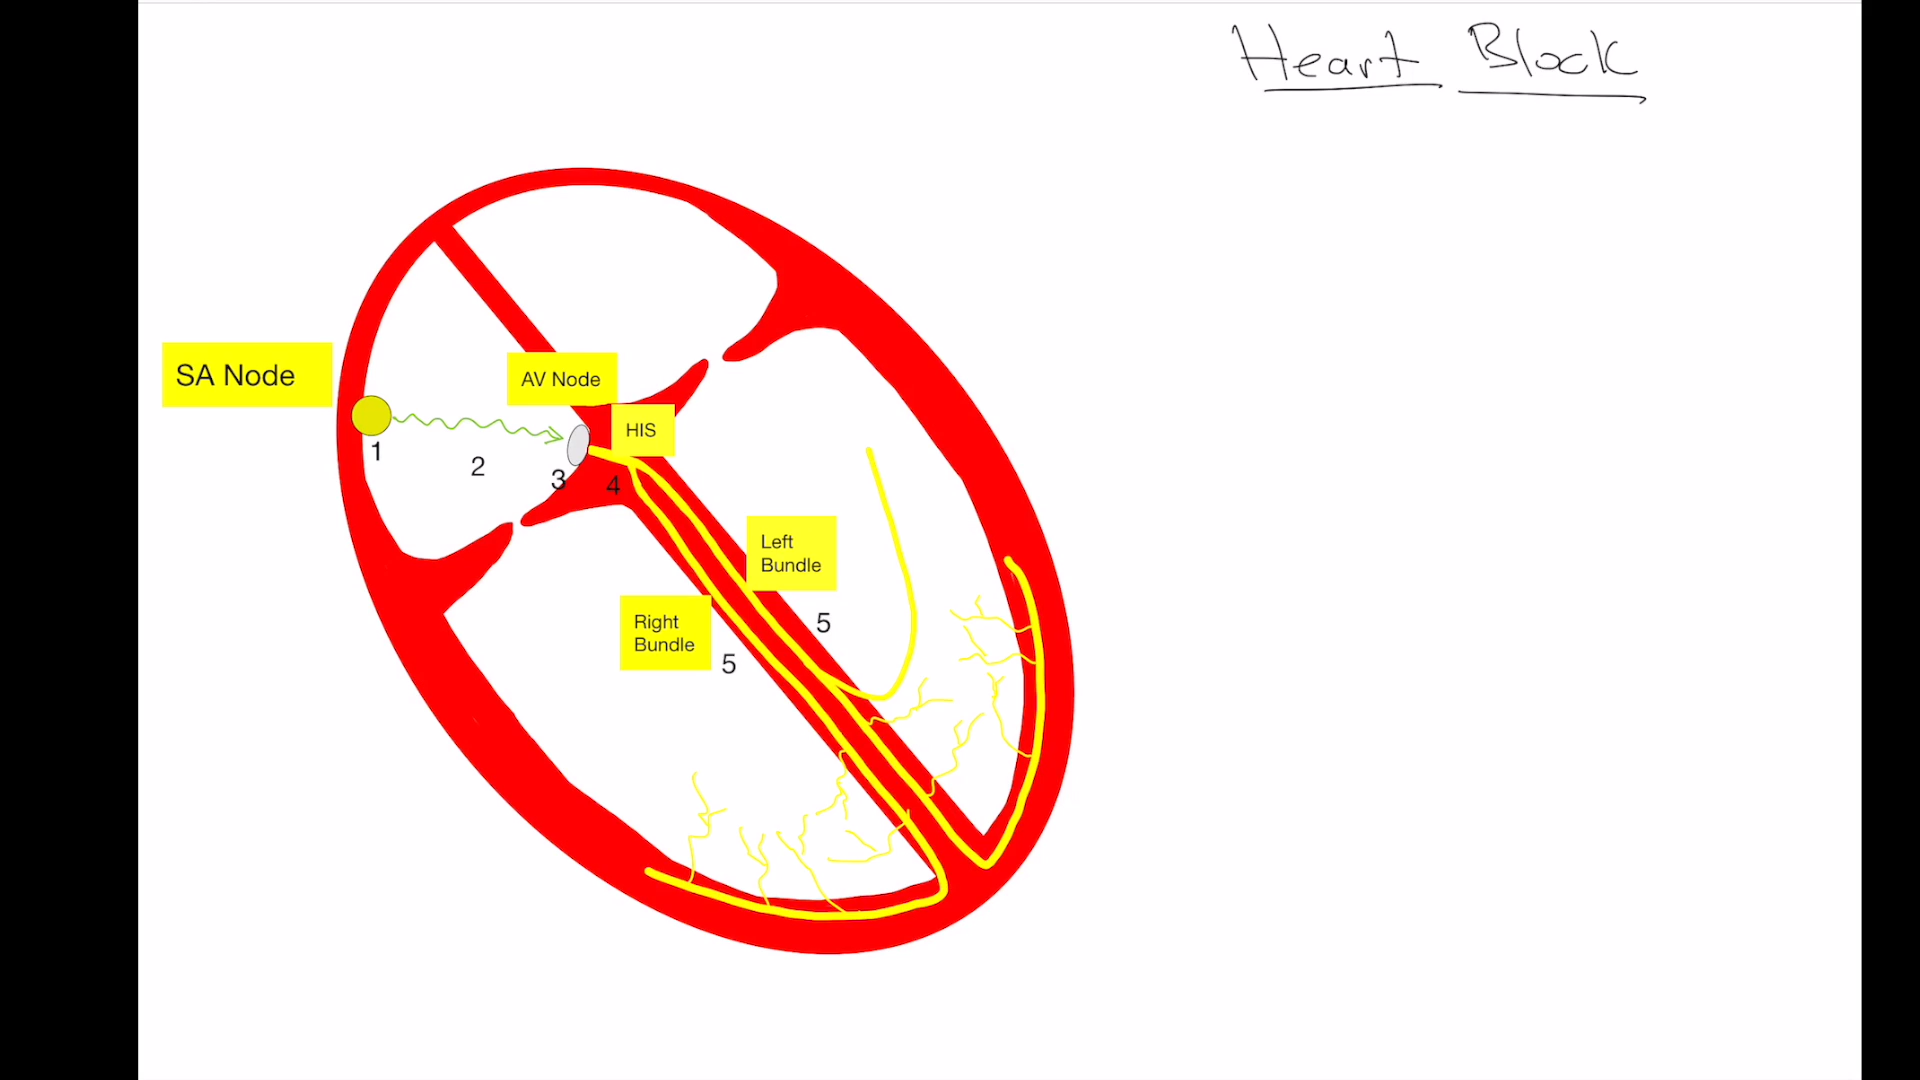 Heart Block
SA Node
AV Node
HIS
1
2
3
4
Left
Bundle
5
Right
Bundle
5